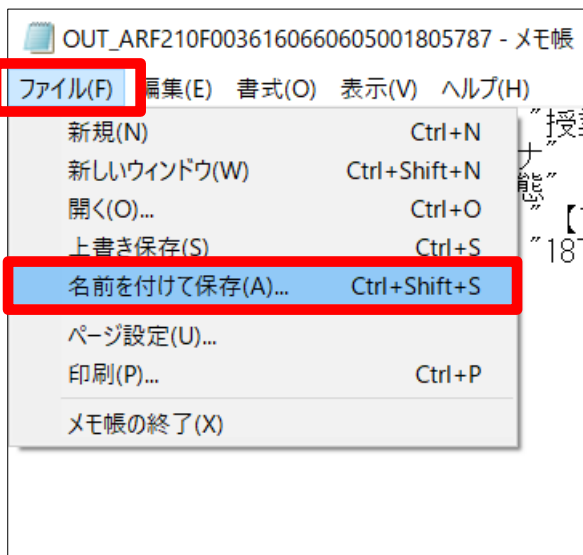 OUT_ARF210F0036160660605001805787 - メモ帳
ファイル(F) 編集(E) 書式(O) 表示(V) ヘルプ(H)
新規(N) Ctrl+N
新しいウィンドウ(W) Ctrl+Shift+N
開く(O)... Ctrl+O
上書き保存(S) Ctrl+S
名前を付けて保存(A)... Ctrl+Shift+S
ページ設定(U)...
印刷(P)... Ctrl+P
メモ帳の終了(X)
"授
ナ"
態"
" 【
"18